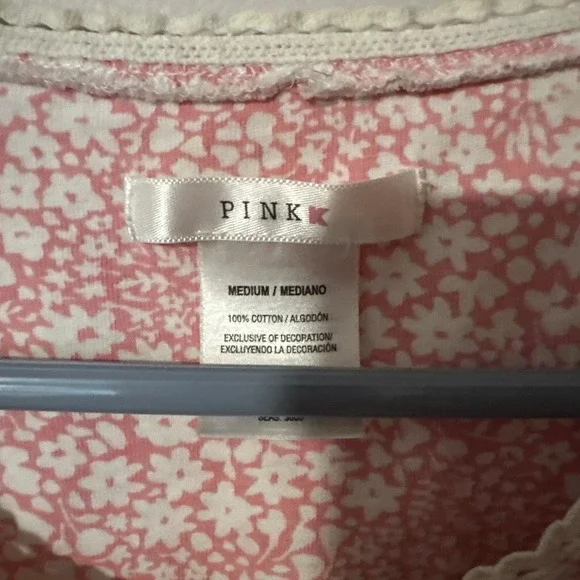 PINK K
MEDIUM / MEDIANO
100% COTTON / ALGODÓN
EXCLUSIVE OF DECORATION/
EXCLUYENDO LA DECORACIÓN